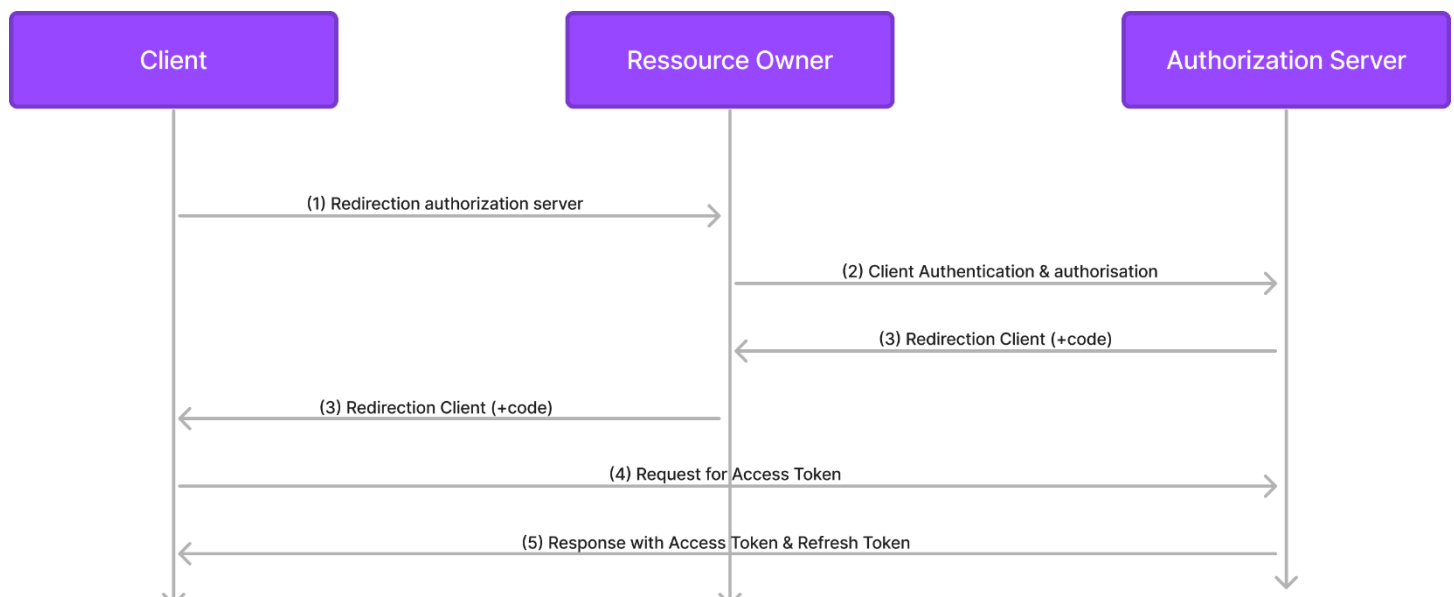 Client
Ressource Owner
Authorization Server
(1) Redirection authorization server
(2) Client Authentication & authorisation
(3) Redirection Client (+code)
(3) Redirection Client (+code)
(4) Request for Access Token
(5) Response with Access Token & Refresh Token